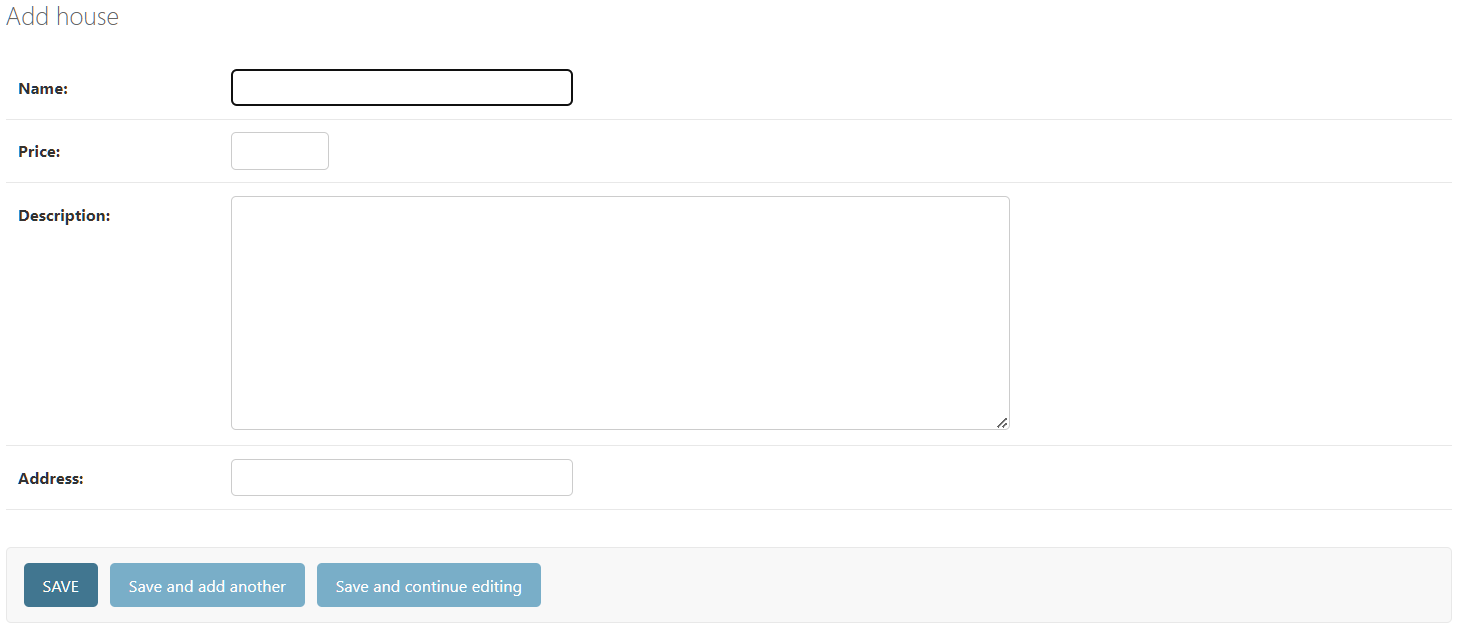 Add house
Name:
Price:
Description:
Address:
SAVE
Save and add another
Save and continue editing